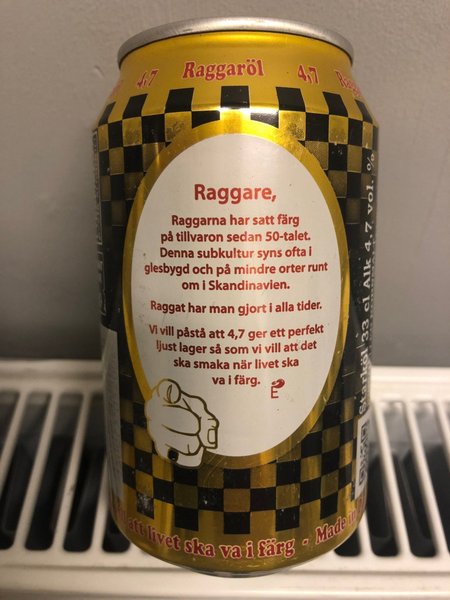 4,7 Raggaröl 4,7
Raggare,
Raggarna har satt färg
på tillvaron sedan 50-talet.
Denna subkultur syns ofta i
glesbygd och på mindre orter runt
om i Skandinavien.
Raggat har man gjort i alla tider.
Vi vill påstå att 4,7 ger ett perfekt
ljust lager så som vi vill att det
ska smaka när livet ska
va i färg.
Starköl 33 cl Alk 4,7 vol. %
att livet ska va i färg - Made in